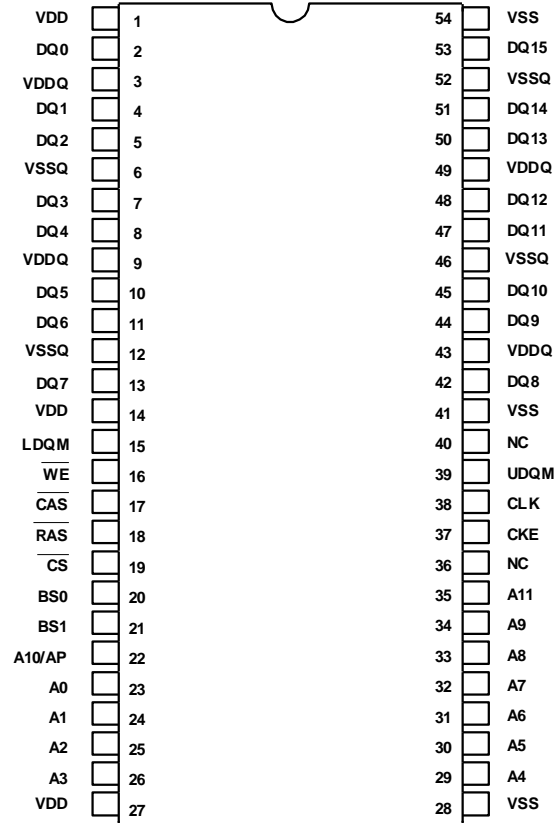 VDD 1 54 VSS
DQ0 2 53 DQ15
VDDQ 3 52 VSSQ
DQ1 4 51 DQ14
DQ2 5 50 DQ13
VSSQ 6 49 VDDQ
DQ3 7 48 DQ12
DQ4 8 47 DQ11
VDDQ 9 46 VSSQ
DQ5 10 45 DQ10
DQ6 11 44 DQ9
VSSQ 12 43 VDDQ
DQ7 13 42 DQ8
VDD 14 41 VSS
LDQM 15 40 NC
W̅E̅ 16 39 UDQM
C̅A̅S̅ 17 38 CLK
R̅A̅S̅ 18 37 CKE
C̅S̅ 19 36 NC
BS0 20 35 A11
BS1 21 34 A9
A10/AP 22 33 A8
A0 23 32 A7
A1 24 31 A6
A2 25 30 A5
A3 26 29 A4
VDD 27 28 VSS